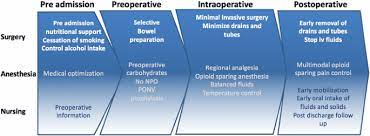 Pre admission
Preoperative
Intraoperative
Postoperative
Surgery
Pre admission
nutritional support
Cessation of smoking
Control alcohol intake
Selective
Bowel
preparation
Minimal invasive surgery
Minimize drains and
tubes
Early removal of
drains and tubes
Stop iv fluids
Anesthesia
Medical optimization
Preoperative
carbohydrates
No NPO
PONV
prophylaxis
Regional analgesia
Opioid sparing anesthesia
Balanced fluids
Temperature control
Multimodal opioid
sparing pain control
Nursing
Preoperative
information
Early mobilization
Early oral intake of
fluids and solids
Post discharge follow
up